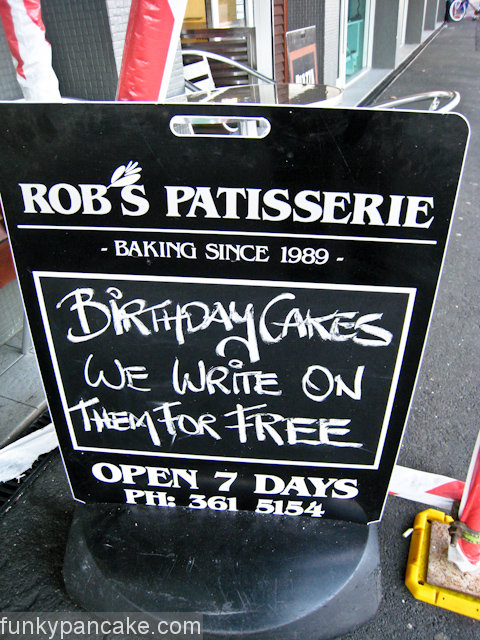 ROB'S PATISSERIE
- BAKING SINCE 1989 -
BIRTHDAY CAKES
WE WRITE ON
THEM FOR FREE
OPEN 7 DAYS
PH: 361 5154
funkypancake.com